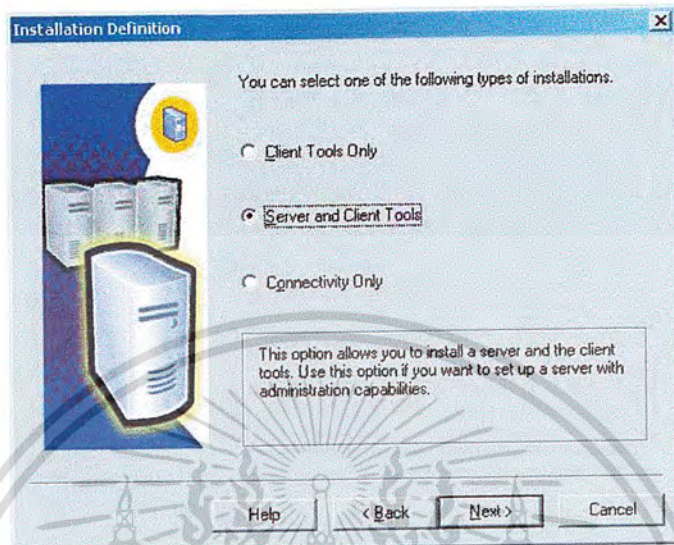 Installation Definition
You can select one of the following types of installations.
Client Tools Only
Server and Client Tools
Connectivity Only
This option allows you to install a server and the client
tools. Use this option if you want to set up a server with
administration capabilities.
Help
< Back
Next >
Cancel